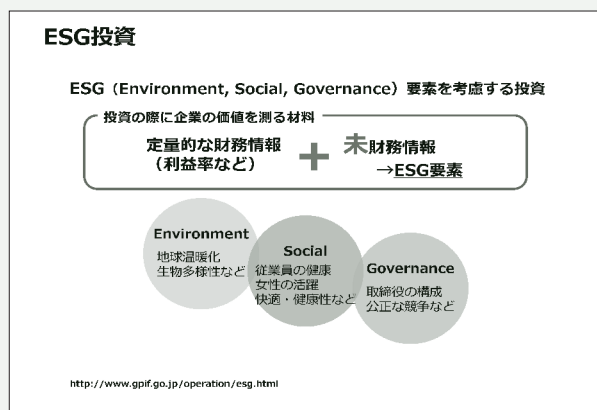 ESG投資
ESG（Environment, Social, Governance）要素を考慮する投資
投資の際に企業の価値を測る材料
定量的な財務情報
（利益率など）
＋
未財務情報
→ESG要素
Environment
地球温暖化
生物多様性など
Social
従業員の健康
女性の活躍
快適・健康性など
Governance
取締役の構成
公正な競争など
http://www.gpif.go.jp/operation/esg.html